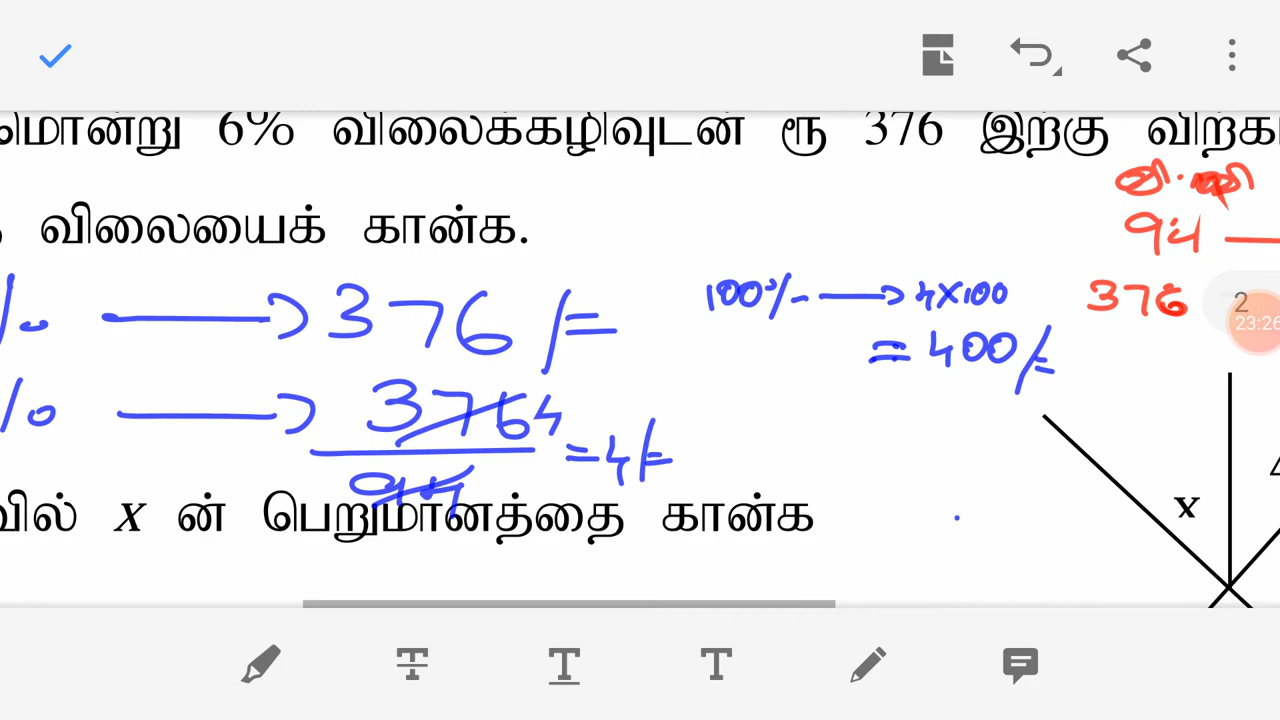 6% விலைக்கழிவுடன் ரூ 376 இற்கு
விலையைக் கான்க.
94
% → 376/=
100% → 4×100
376
2
23:26
= 400/=
% → 376 4
94
= 4/=
x ன் பெறுமானத்தை கான்க
x
T
T
T